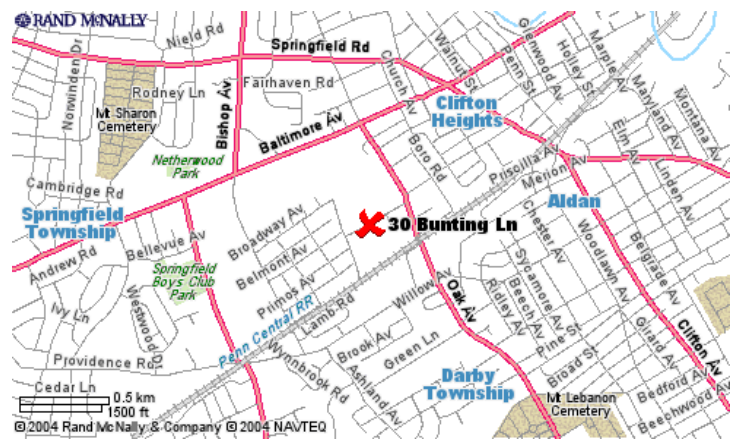 RAND McNALLY
Nield Rd
Springfield Rd
Norwinden Dr
Rodney Ln
Fairhaven Rd
Church Av
Walnut St
Glenwood Av
Penn St
Holley St
Marple Av
Maryland Av
Montana Av
Mt Sharon
Cemetery
Bishop Av
Baltimore Av
Clifton
Heights
Elm Av
Linden Av
Netherwood
Park
Boro Rd
Priscilla Av
Merion Av
Cambridge Rd
Springfield
Township
Aldan
Broadway Av
30 Bunting Ln
Andrew Rd
Bellevue Av
Belmont Av
Chester Av
Woodlawn Av
Belgrade Av
Springfield
Boys Club
Park
Primos Av
Sycamore Av
Beech Av
Ridley Av
Willow Av
Oak Av
Ivy Ln
Westwood Dr
Penn Central RR
Lamb Rd
Brook Av
Green Ln
Pine St
Broad St
Girard Av
Clifton Av
Providence Rd
Wynnbrook Rd
Ashland Av
Darby
Township
Bedford Av
Beechwood Av
Cedar Ln
Mt Lebanon
Cemetery
0.5 km
1500 ft
© 2004 Rand McNally & Company © 2004 NAVTEQ